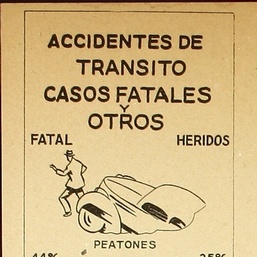 ACCIDENTES DE
TRANSITO
CASOS FATALES
Y
OTROS
FATAL HERIDOS
PEATONES